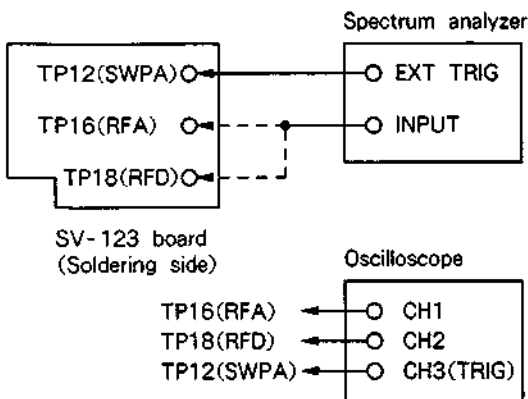 Spectrum analyzer
TP12(SWPA) EXT TRIG
TP16(RFA) INPUT
TP18(RFD)
SV-123 board
(Soldering side)
Oscilloscope
TP16(RFA) CH1
TP18(RFD) CH2
TP12(SWPA) CH3(TRIG)